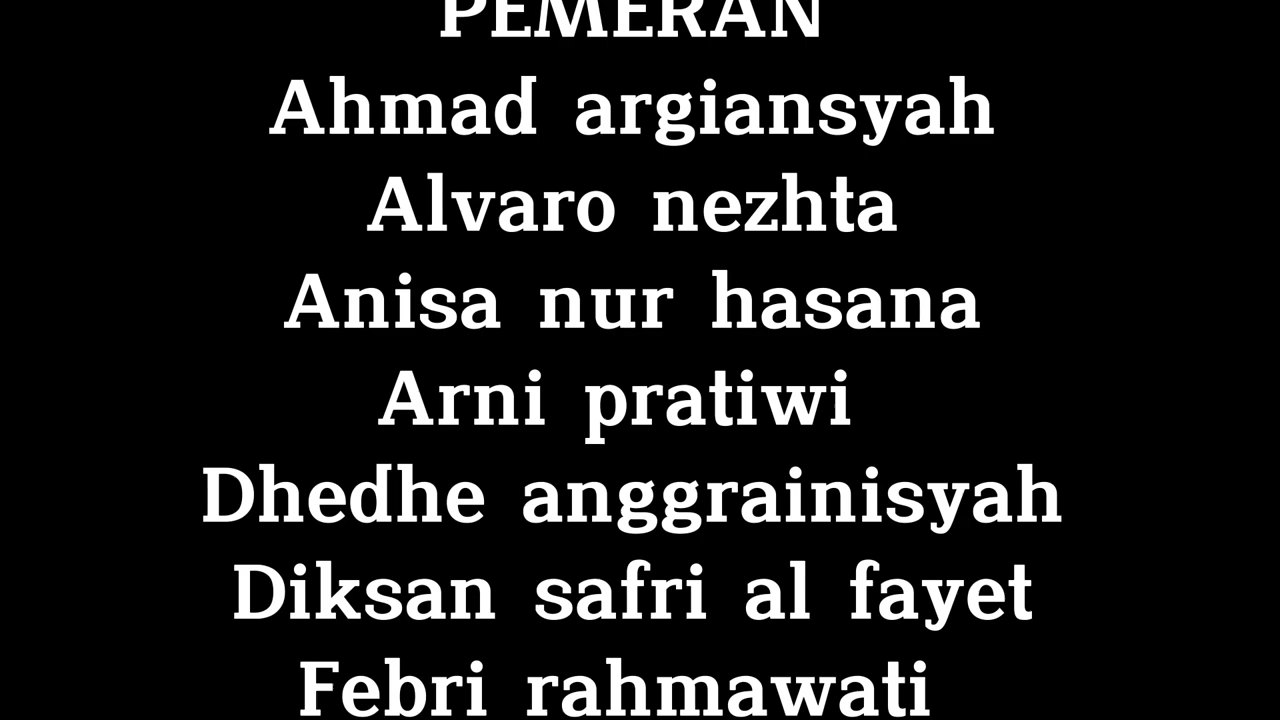 PEMERAN
Ahmad argiansyah
Alvaro nezhta
Anisa nur hasana
Arni pratiwi
Dhedhe anggrainisyah
Diksan safri al fayet
Febri rahmawati